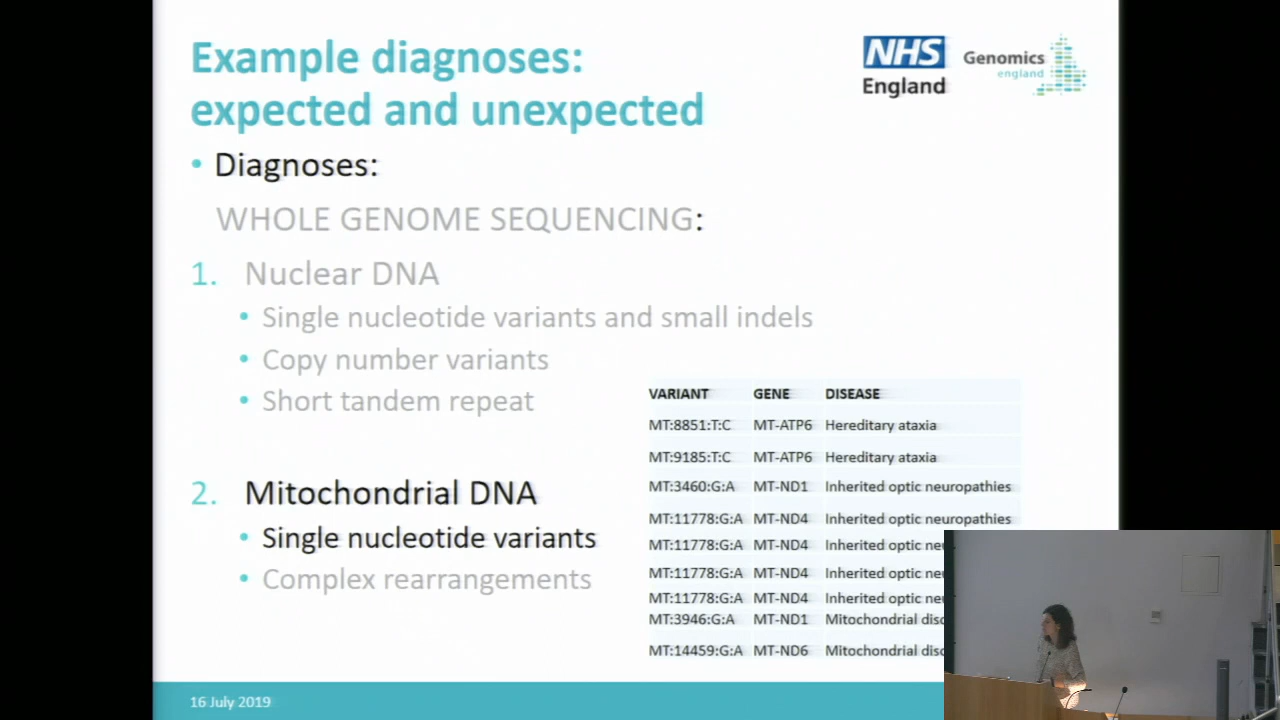 Example diagnoses:
expected and unexpected
NHS
England
Genomics
england
• Diagnoses:
WHOLE GENOME SEQUENCING:
1. Nuclear DNA
• Single nucleotide variants and small indels
• Copy number variants
• Short tandem repeat
2. Mitochondrial DNA
• Single nucleotide variants
• Complex rearrangements
VARIANT GENE DISEASE
MT:8851:T:C MT-ATP6 Hereditary ataxia
MT:9185:T:C MT-ATP6 Hereditary ataxia
MT:3460:G:A MT-ND1 Inherited optic neuropathies
MT:11778:G:A MT-ND4 Inherited optic neuropathies
MT:11778:G:A MT-ND4 Inherited optic
MT:11778:G:A MT-ND4 Inherited optic
MT:11778:G:A MT-ND4 Inherited optic
MT:3946:G:A MT-ND1 Mitochondrial
MT:14459:G:A MT-ND6 Mitochondrial
16 July 2019